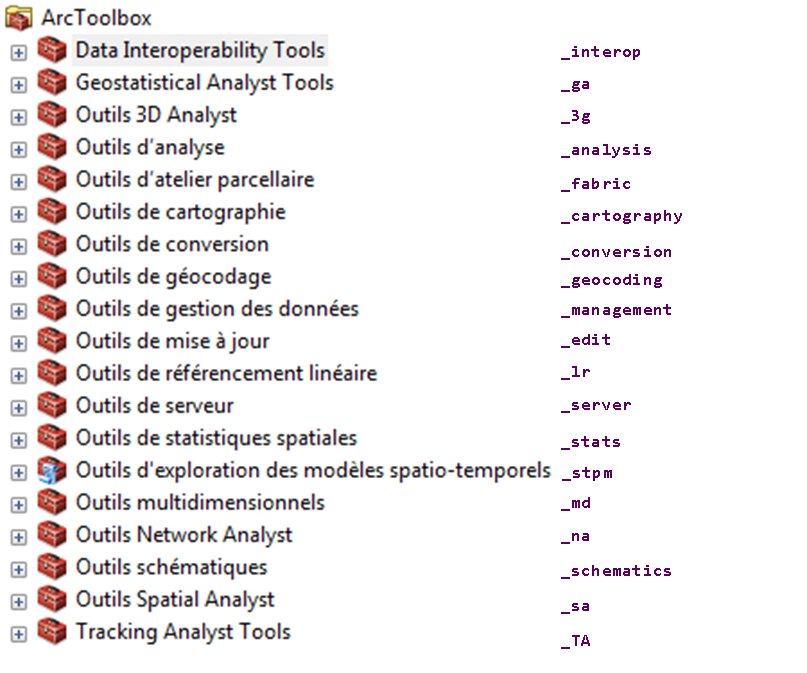 ArcToolbox
Data Interoperability Tools _interop
Geostatistical Analyst Tools _ga
Outils 3D Analyst _3g
Outils d'analyse _analysis
Outils d'atelier parcellaire _fabric
Outils de cartographie _cartography
Outils de conversion _conversion
Outils de géocodage _geocoding
Outils de gestion des données _management
Outils de mise à jour _edit
Outils de référencement linéaire _lr
Outils de serveur _server
Outils de statistiques spatiales _stats
Outils d'exploration des modèles spatio-temporels _stpm
Outils multidimensionnels _md
Outils Network Analyst _na
Outils schématiques _schematics
Outils Spatial Analyst _sa
Tracking Analyst Tools _TA